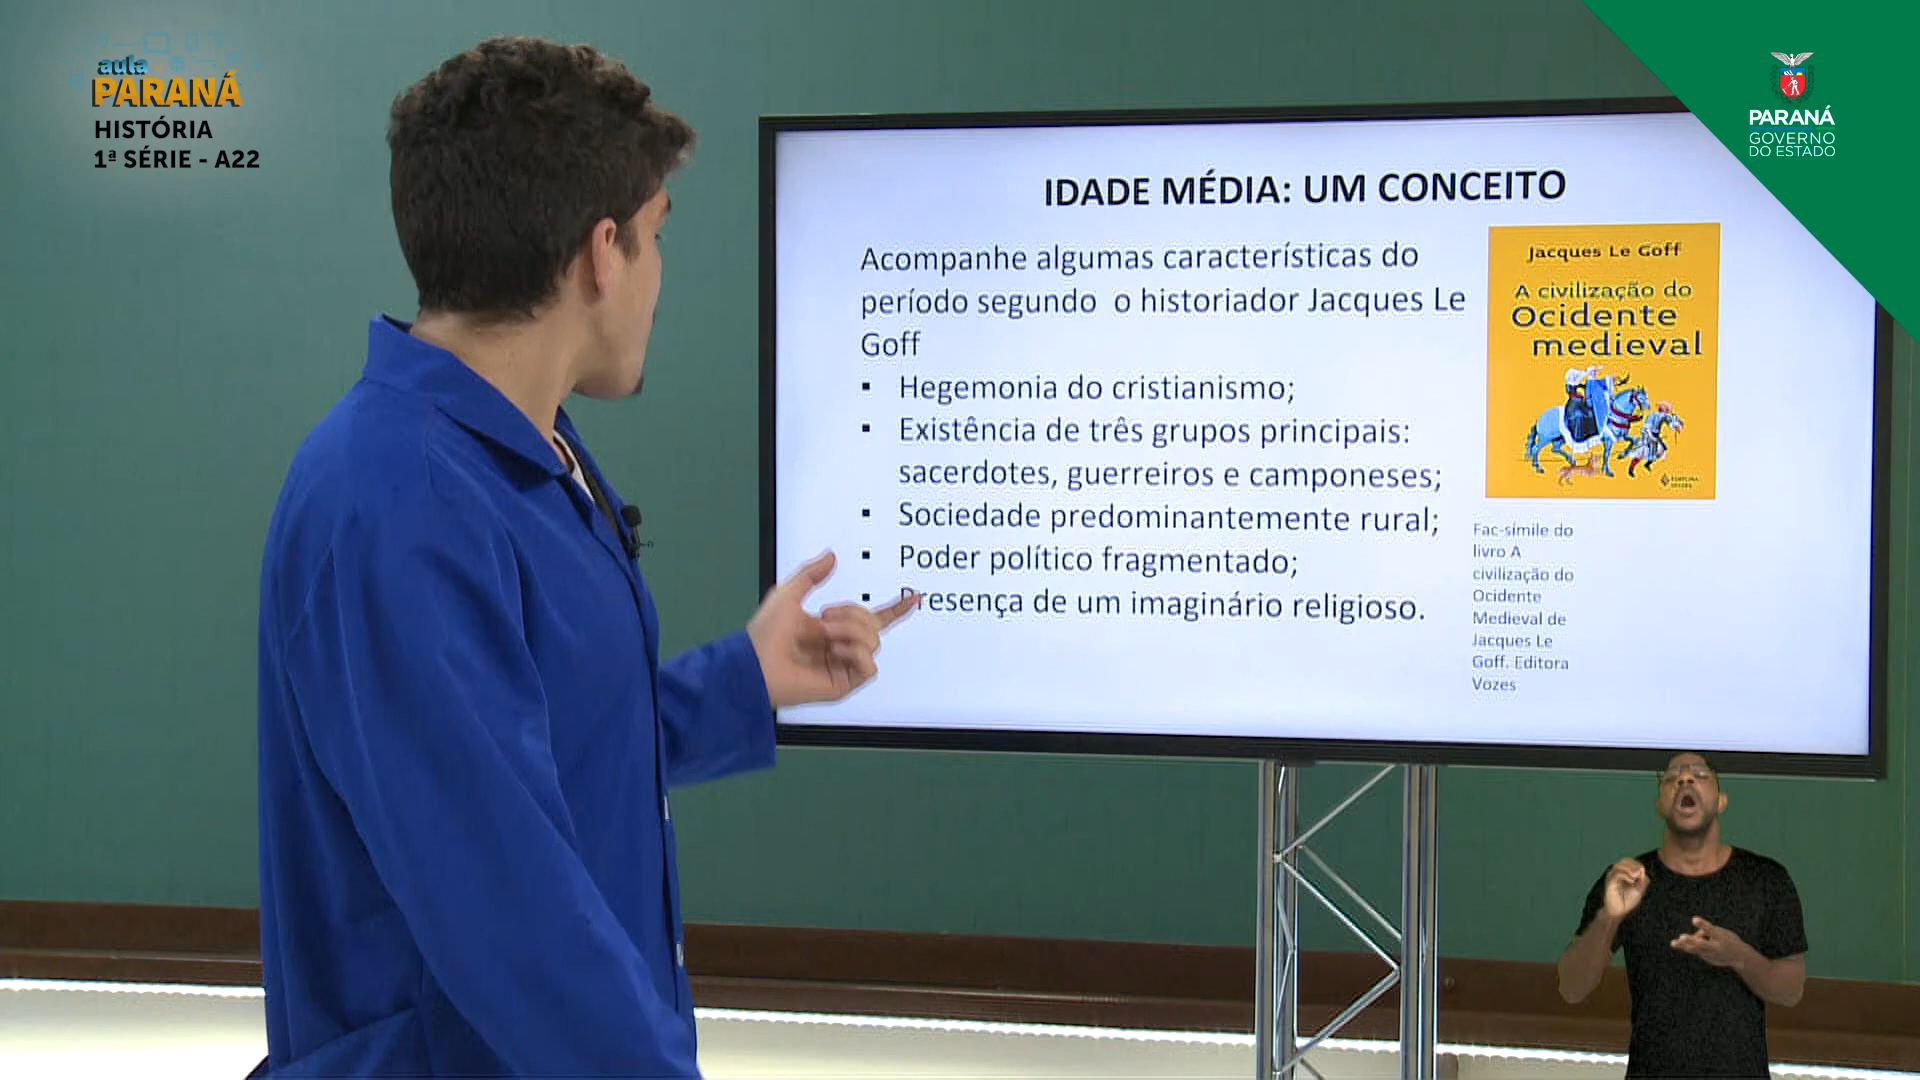 aula
PARANÁ
HISTÓRIA
1ª SÉRIE - A22
PARANÁ
GOVERNO
DO ESTADO
IDADE MÉDIA: UM CONCEITO
Acompanhe algumas características do
período segundo o historiador Jacques Le
Goff
▪ Hegemonia do cristianismo;
▪ Existência de três grupos principais:
sacerdotes, guerreiros e camponeses;
▪ Sociedade predominantemente rural;
▪ Poder político fragmentado;
▪ Presença de um imaginário religioso.
Jacques Le Goff
A civilização do
Ocidente
medieval
EDITORA
VOZES
Fac-símile do
livro A
civilização do
Ocidente
Medieval de
Jacques Le
Goff. Editora
Vozes